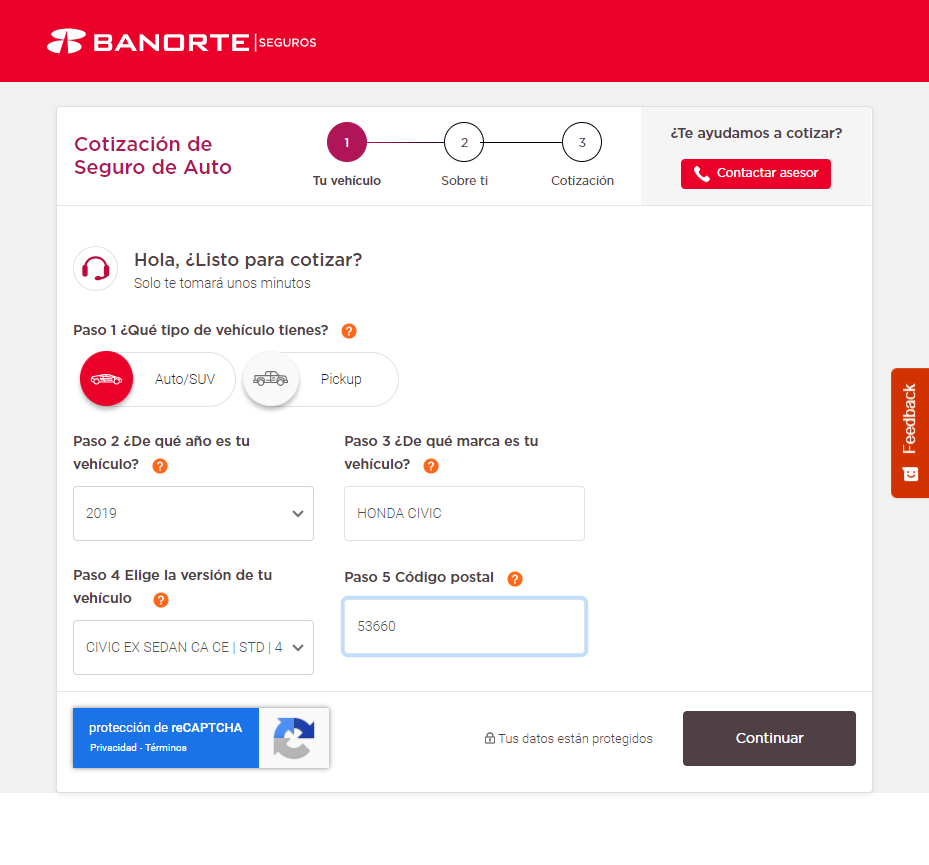 BANORTE | SEGUROS
Cotización de
Seguro de Auto
1
2
3
Tu vehículo
Sobre ti
Cotización
¿Te ayudamos a cotizar?
Contactar asesor
Hola, ¿Listo para cotizar?
Solo te tomará unos minutos
Paso 1 ¿Qué tipo de vehículo tienes? ?
Auto/SUV
Pickup
Paso 2 ¿De qué año es tu
vehículo? ?
2019
Paso 3 ¿De qué marca es tu
vehículo? ?
HONDA CIVIC
Paso 4 Elige la versión de tu
vehículo ?
CIVIC EX SEDAN CA CE | STD | 4
Paso 5 Código postal ?
53660
protección de reCAPTCHA
Privacidad - Términos
Tus datos están protegidos
Continuar
Feedback